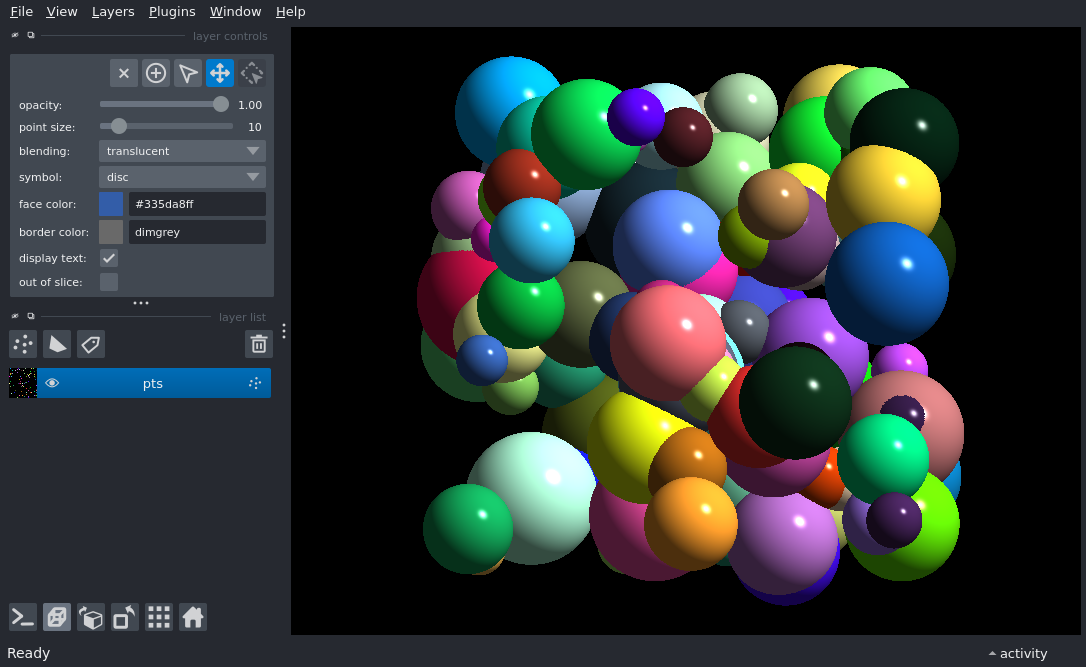 File View Layers Plugins Window Help
layer controls
opacity: 1.00
point size: 10
blending: translucent
symbol: disc
face color: #335da8ff
border color: dimgrey
display text:
out of slice:
layer list
pts
Ready
activity